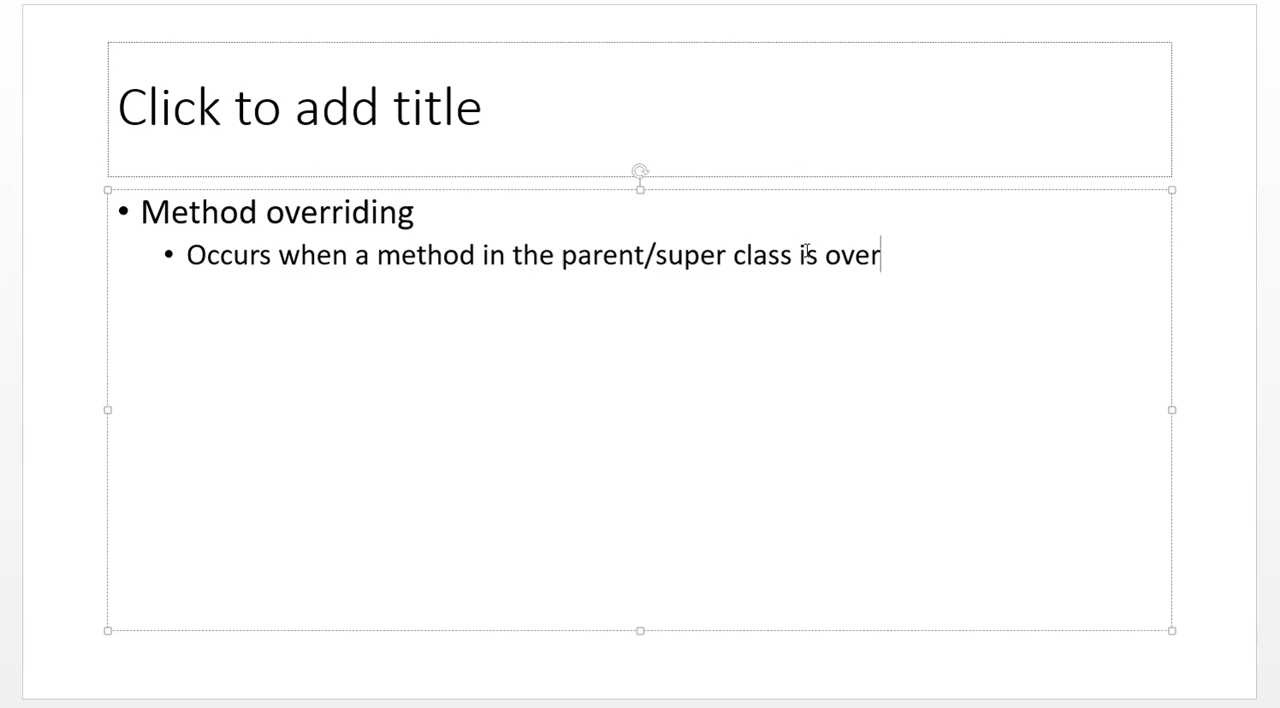 Click to add title
• Method overriding
• Occurs when a method in the parent/super class is over